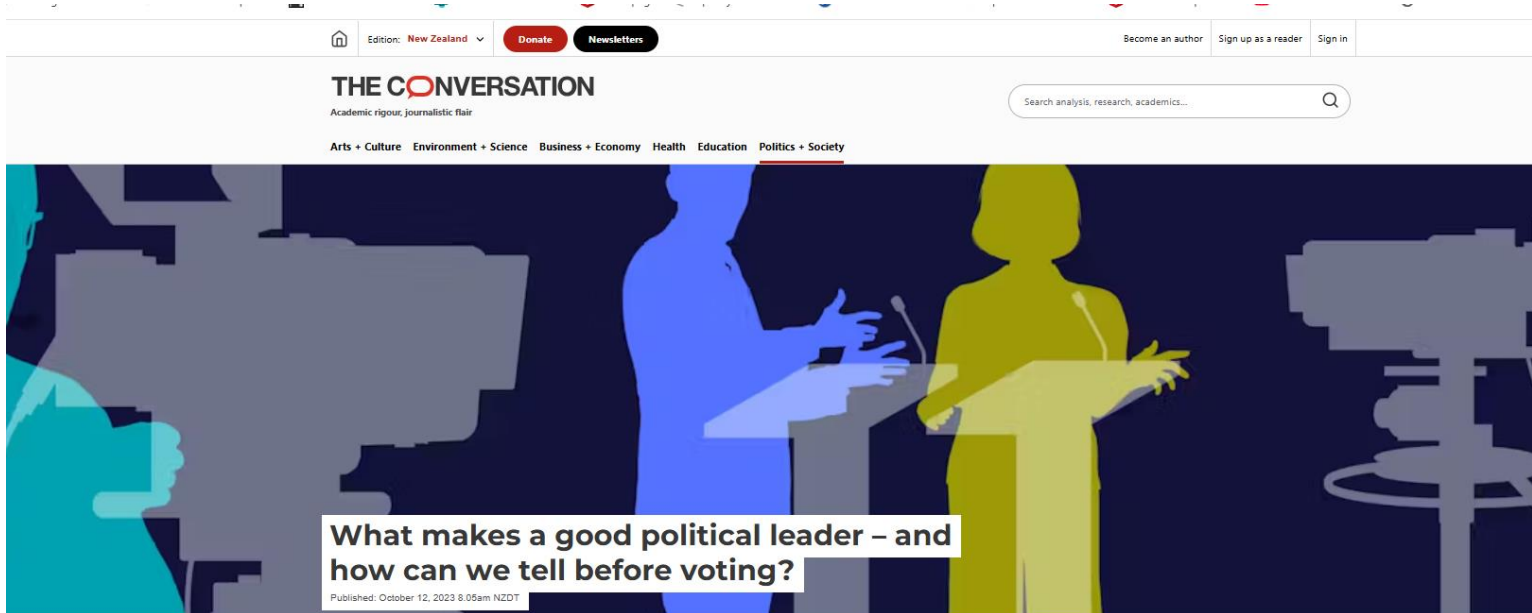 Edition: New Zealand
Donate
Newsletters
Become an author
Sign up as a reader
Sign in
THE CONVERSATION
Academic rigour, journalistic flair
Search analysis, research, academics...
Arts + Culture Environment + Science Business + Economy Health Education Politics + Society
What makes a good political leader – and
how can we tell before voting?
Published: October 12, 2023 8.05am NZDT